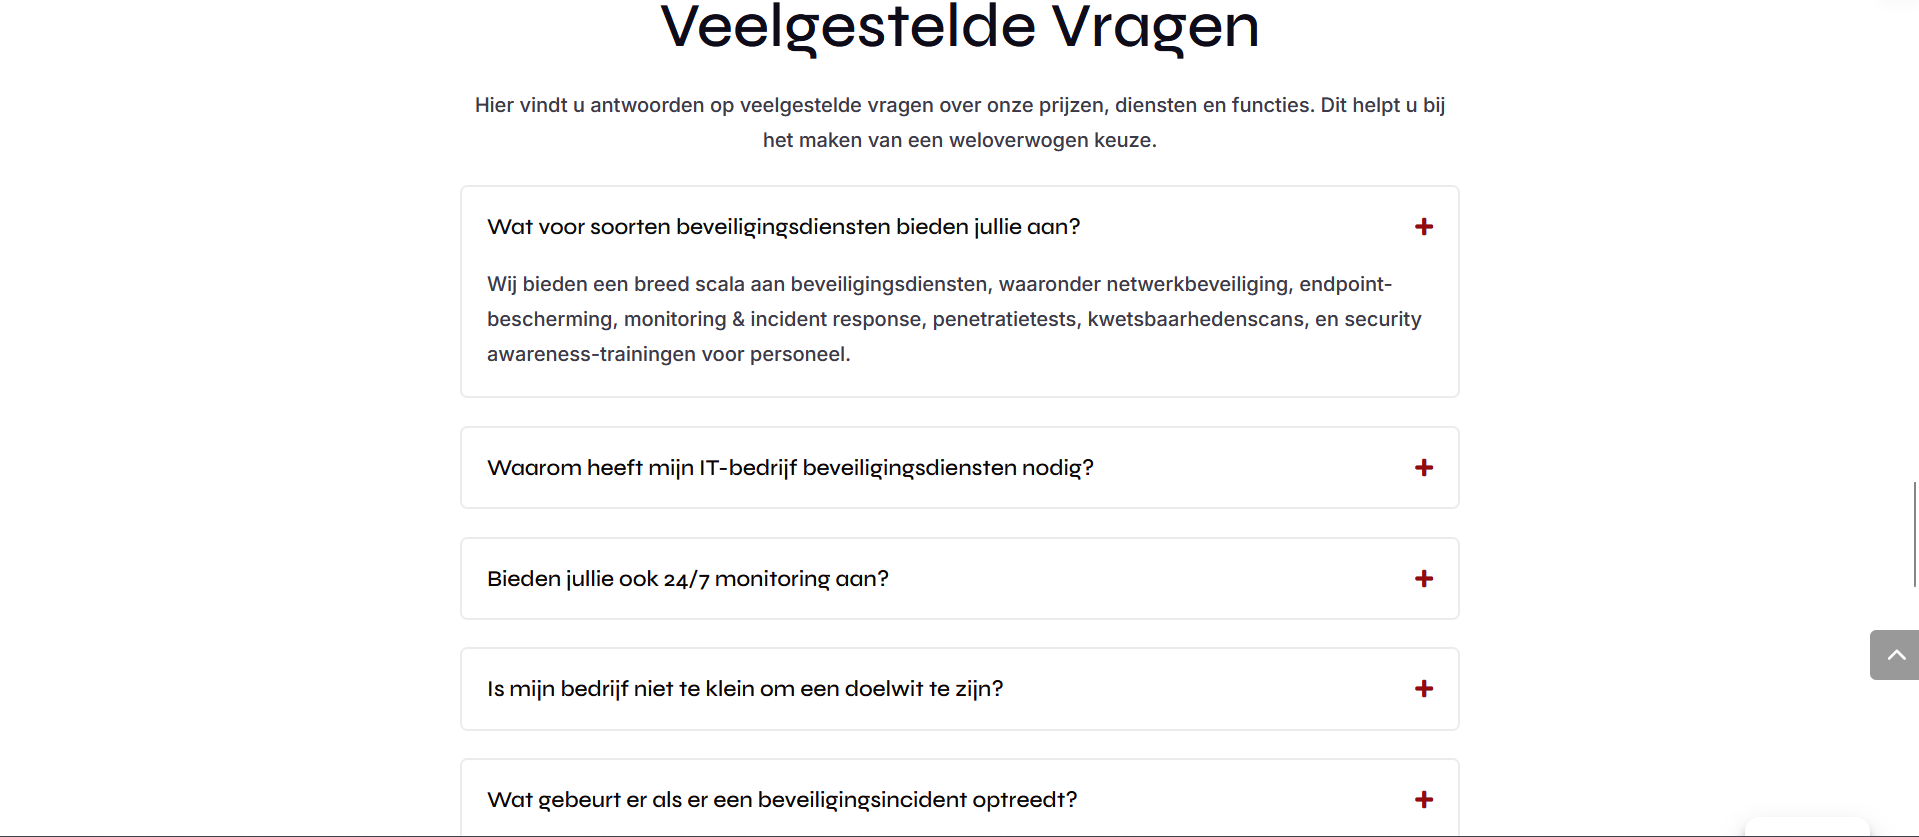 Veelgestelde Vragen
Hier vindt u antwoorden op veelgestelde vragen over onze prijzen, diensten en functies. Dit helpt u bij
het maken van een weloverwogen keuze.
Wat voor soorten beveiligingsdiensten bieden jullie aan?
Wij bieden een breed scala aan beveiligingsdiensten, waaronder netwerkbeveiliging, endpoint-
bescherming, monitoring & incident response, penetratietests, kwetsbaarhedenscans, en security
awareness-trainingen voor personeel.
Waarom heeft mijn IT-bedrijf beveiligingsdiensten nodig?
Bieden jullie ook 24/7 monitoring aan?
Is mijn bedrijf niet te klein om een doelwit te zijn?
Wat gebeurt er als er een beveiligingsincident optreedt?